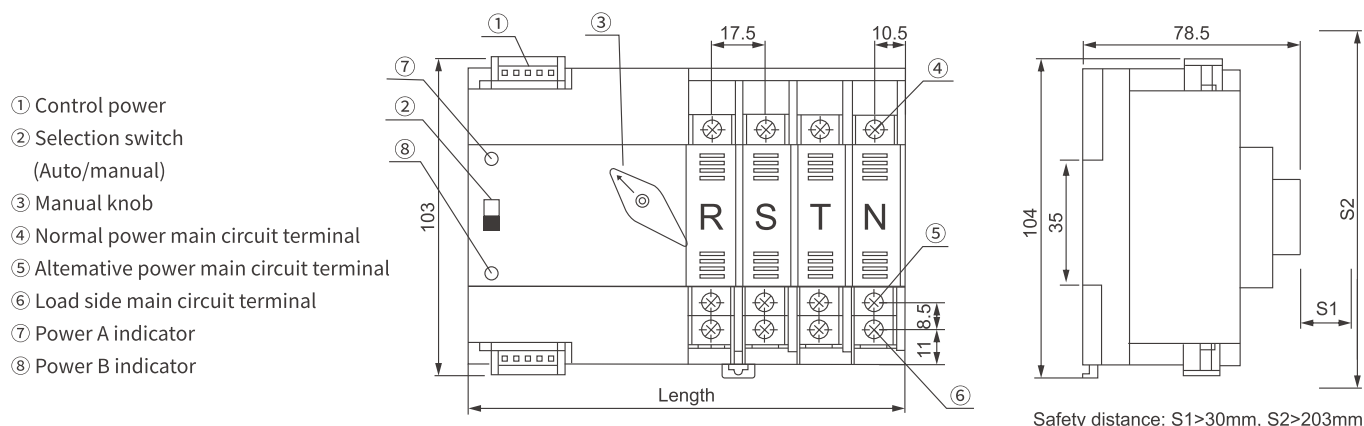 ① Control power
② Selection switch
(Auto/manual)
③ Manual knob
④ Normal power main circuit terminal
⑤ Altemative power main circuit terminal
⑥ Load side main circuit terminal
⑦ Power A indicator
⑧ Power B indicator
①
③
17.5
10.5
⑦
④
②
⑧
103
R S T N
⑤
8.5
11
⑥
Length
78.5
104
35
S2
S1
Safety distance: S1>30mm, S2>203mm